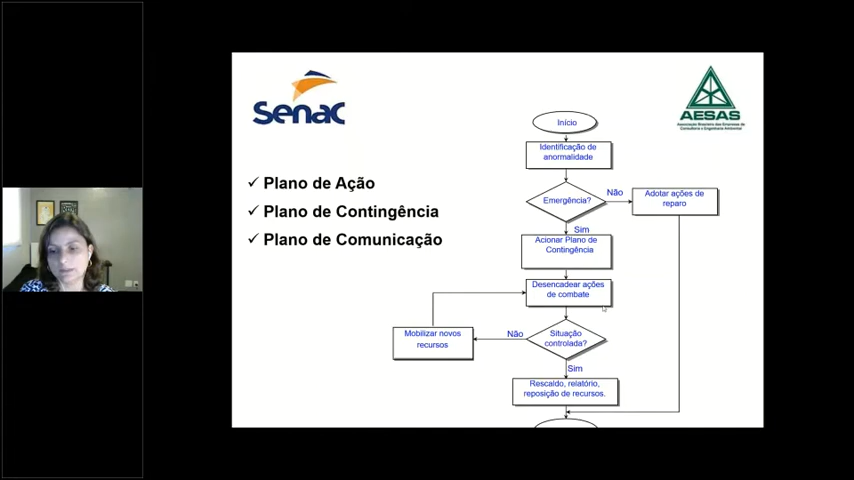 senac
AESAS
Associação Brasileira das Empresas de
Consultoria e Engenharia Ambiental
✓ Plano de Ação
✓ Plano de Contingência
✓ Plano de Comunicação
Início
Identificação de
anormalidade
Emergência?
Não
Adotar ações de
reparo
Sim
Acionar Plano de
Contingência
Desencadear ações
de combate
Situação
controlada?
Não
Mobilizar novos
recursos
Sim
Rescaldo, relatório,
reposição de recursos.